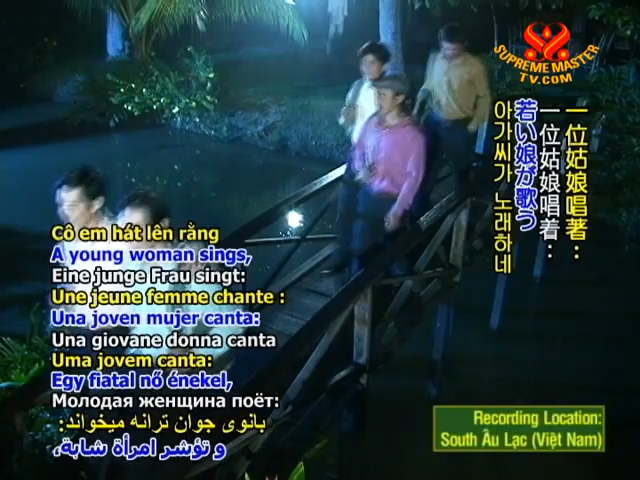 SUPREME MASTER
TV.COM
一位姑娘唱著：
一位姑娘唱着：
若い娘が歌う
아가씨가 노래하네
Cô em hát lên rằng
A young woman sings,
Eine junge Frau singt:
Une jeune femme chante :
Una joven mujer canta:
Una giovane donna canta
Uma jovem canta:
Egy fiatal nő énekel,
Молодая женщина поёт:
بانوی جوان ترانه میخواند:
و تؤشر امرأة شابة،
Recording Location:
South Âu Lạc (Việt Nam)